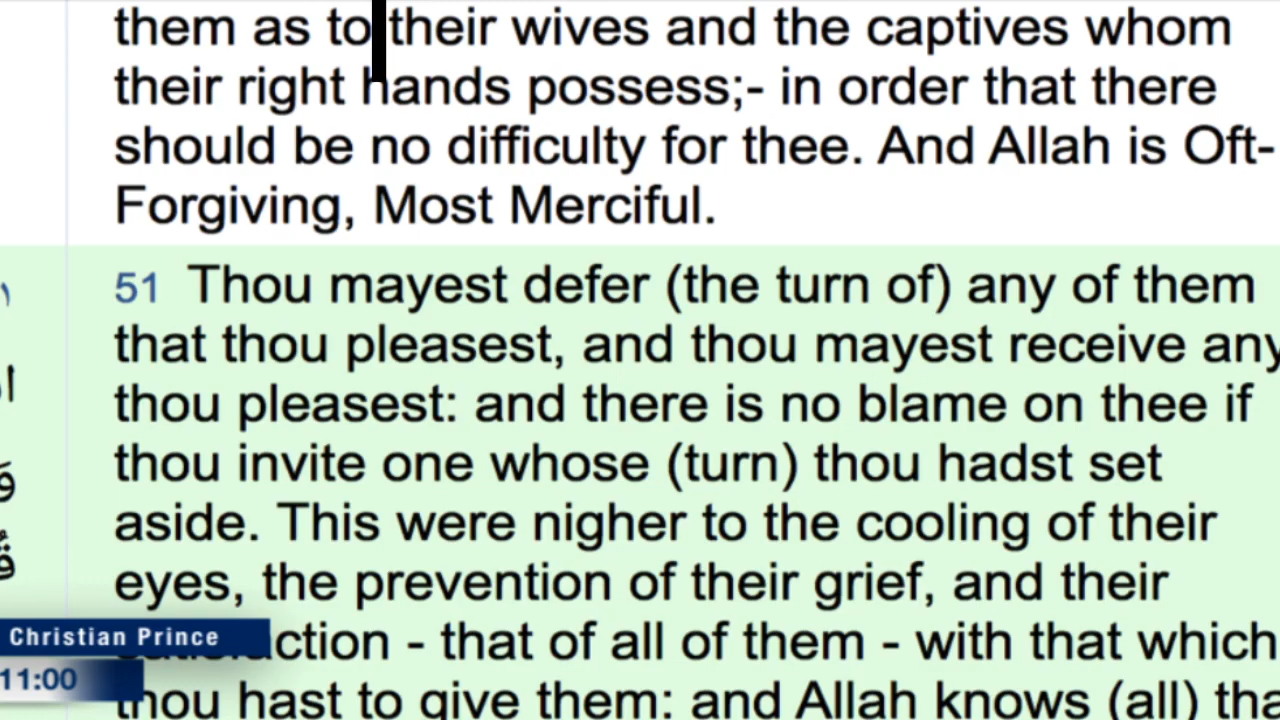 them as to their wives and the captives whom
their right hands possess;- in order that there
should be no difficulty for thee. And Allah is Oft-
Forgiving, Most Merciful.
51 Thou mayest defer (the turn of) any of them
that thou pleasest, and thou mayest receive any
thou pleasest: and there is no blame on thee if
thou invite one whose (turn) thou hadst set
aside. This were nigher to the cooling of their
eyes, the prevention of their grief, and their
ction - that of all of them - with that which
thou hast to give them: and Allah knows (all) tha
Christian Prince
11:00